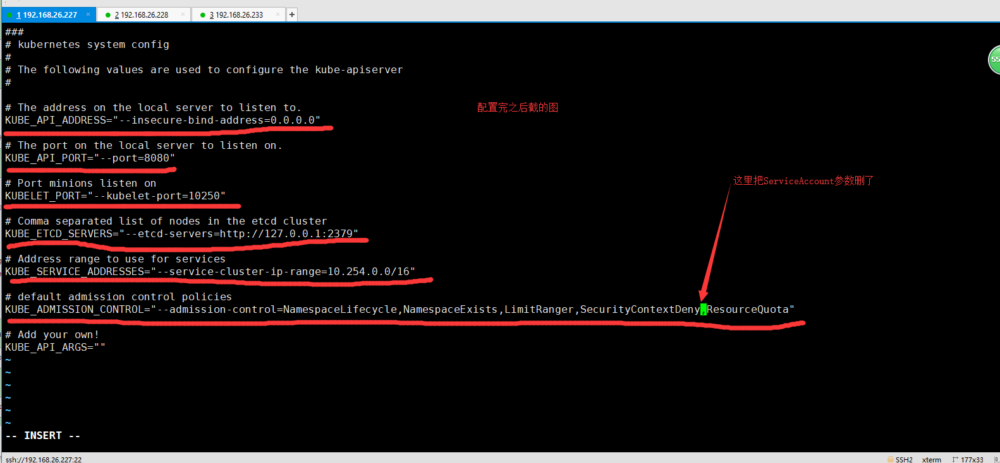 1 192.168.26.227 ×
2 192.168.26.228 ×
3 192.168.26.233 ×
+
###
# kubernetes system config
#
# The following values are used to configure the kube-apiserver
#
55
# The address on the local server to listen to.
配置完之后截的图
KUBE_API_ADDRESS="--insecure-bind-address=0.0.0.0"
# The port on the local server to listen on.
KUBE_API_PORT="--port=8080"
# Port minions listen on
这里把ServiceAccount参数删了
KUBELET_PORT="--kubelet-port=10250"
# Comma separated list of nodes in the etcd cluster
KUBE_ETCD_SERVERS="--etcd-servers=http://127.0.0.1:2379"
# Address range to use for services
KUBE_SERVICE_ADDRESSES="--service-cluster-ip-range=10.254.0.0/16"
# default admission control policies
KUBE_ADMISSION_CONTROL="--admission-control=NamespaceLifecycle,NamespaceExists,LimitRanger,SecurityContextDeny,ResourceQuota"
# Add your own!
KUBE_API_ARGS=""
~
~
~
~
~
~
-- INSERT --
ssh://192.168.26.227:22
SSH2
xterm
177x33